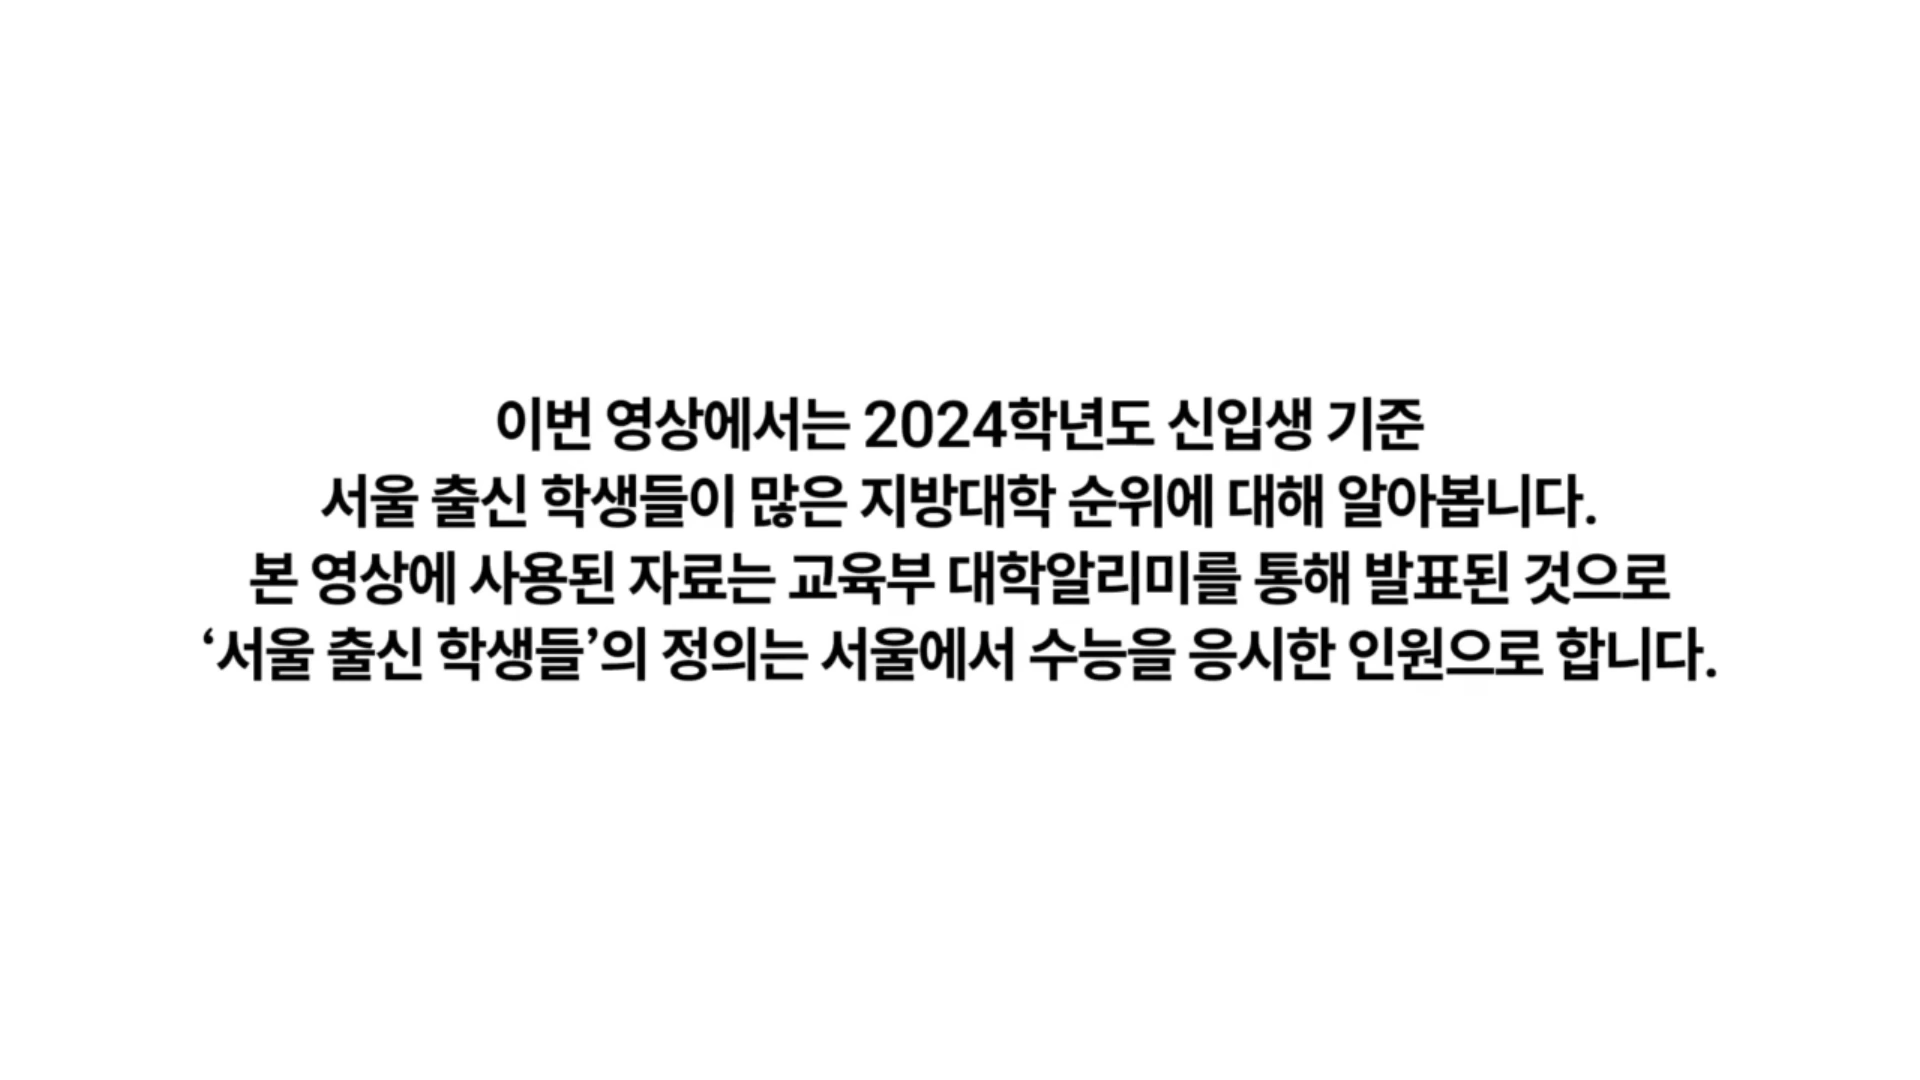 이번 영상에서는 2024학년도 신입생 기준
서울 출신 학생들이 많은 지방대학 순위에 대해 알아봅니다.
본 영상에 사용된 자료는 교육부 대학알리미를 통해 발표된 것으로
‘서울 출신 학생들’의 정의는 서울에서 수능을 응시한 인원으로 합니다.